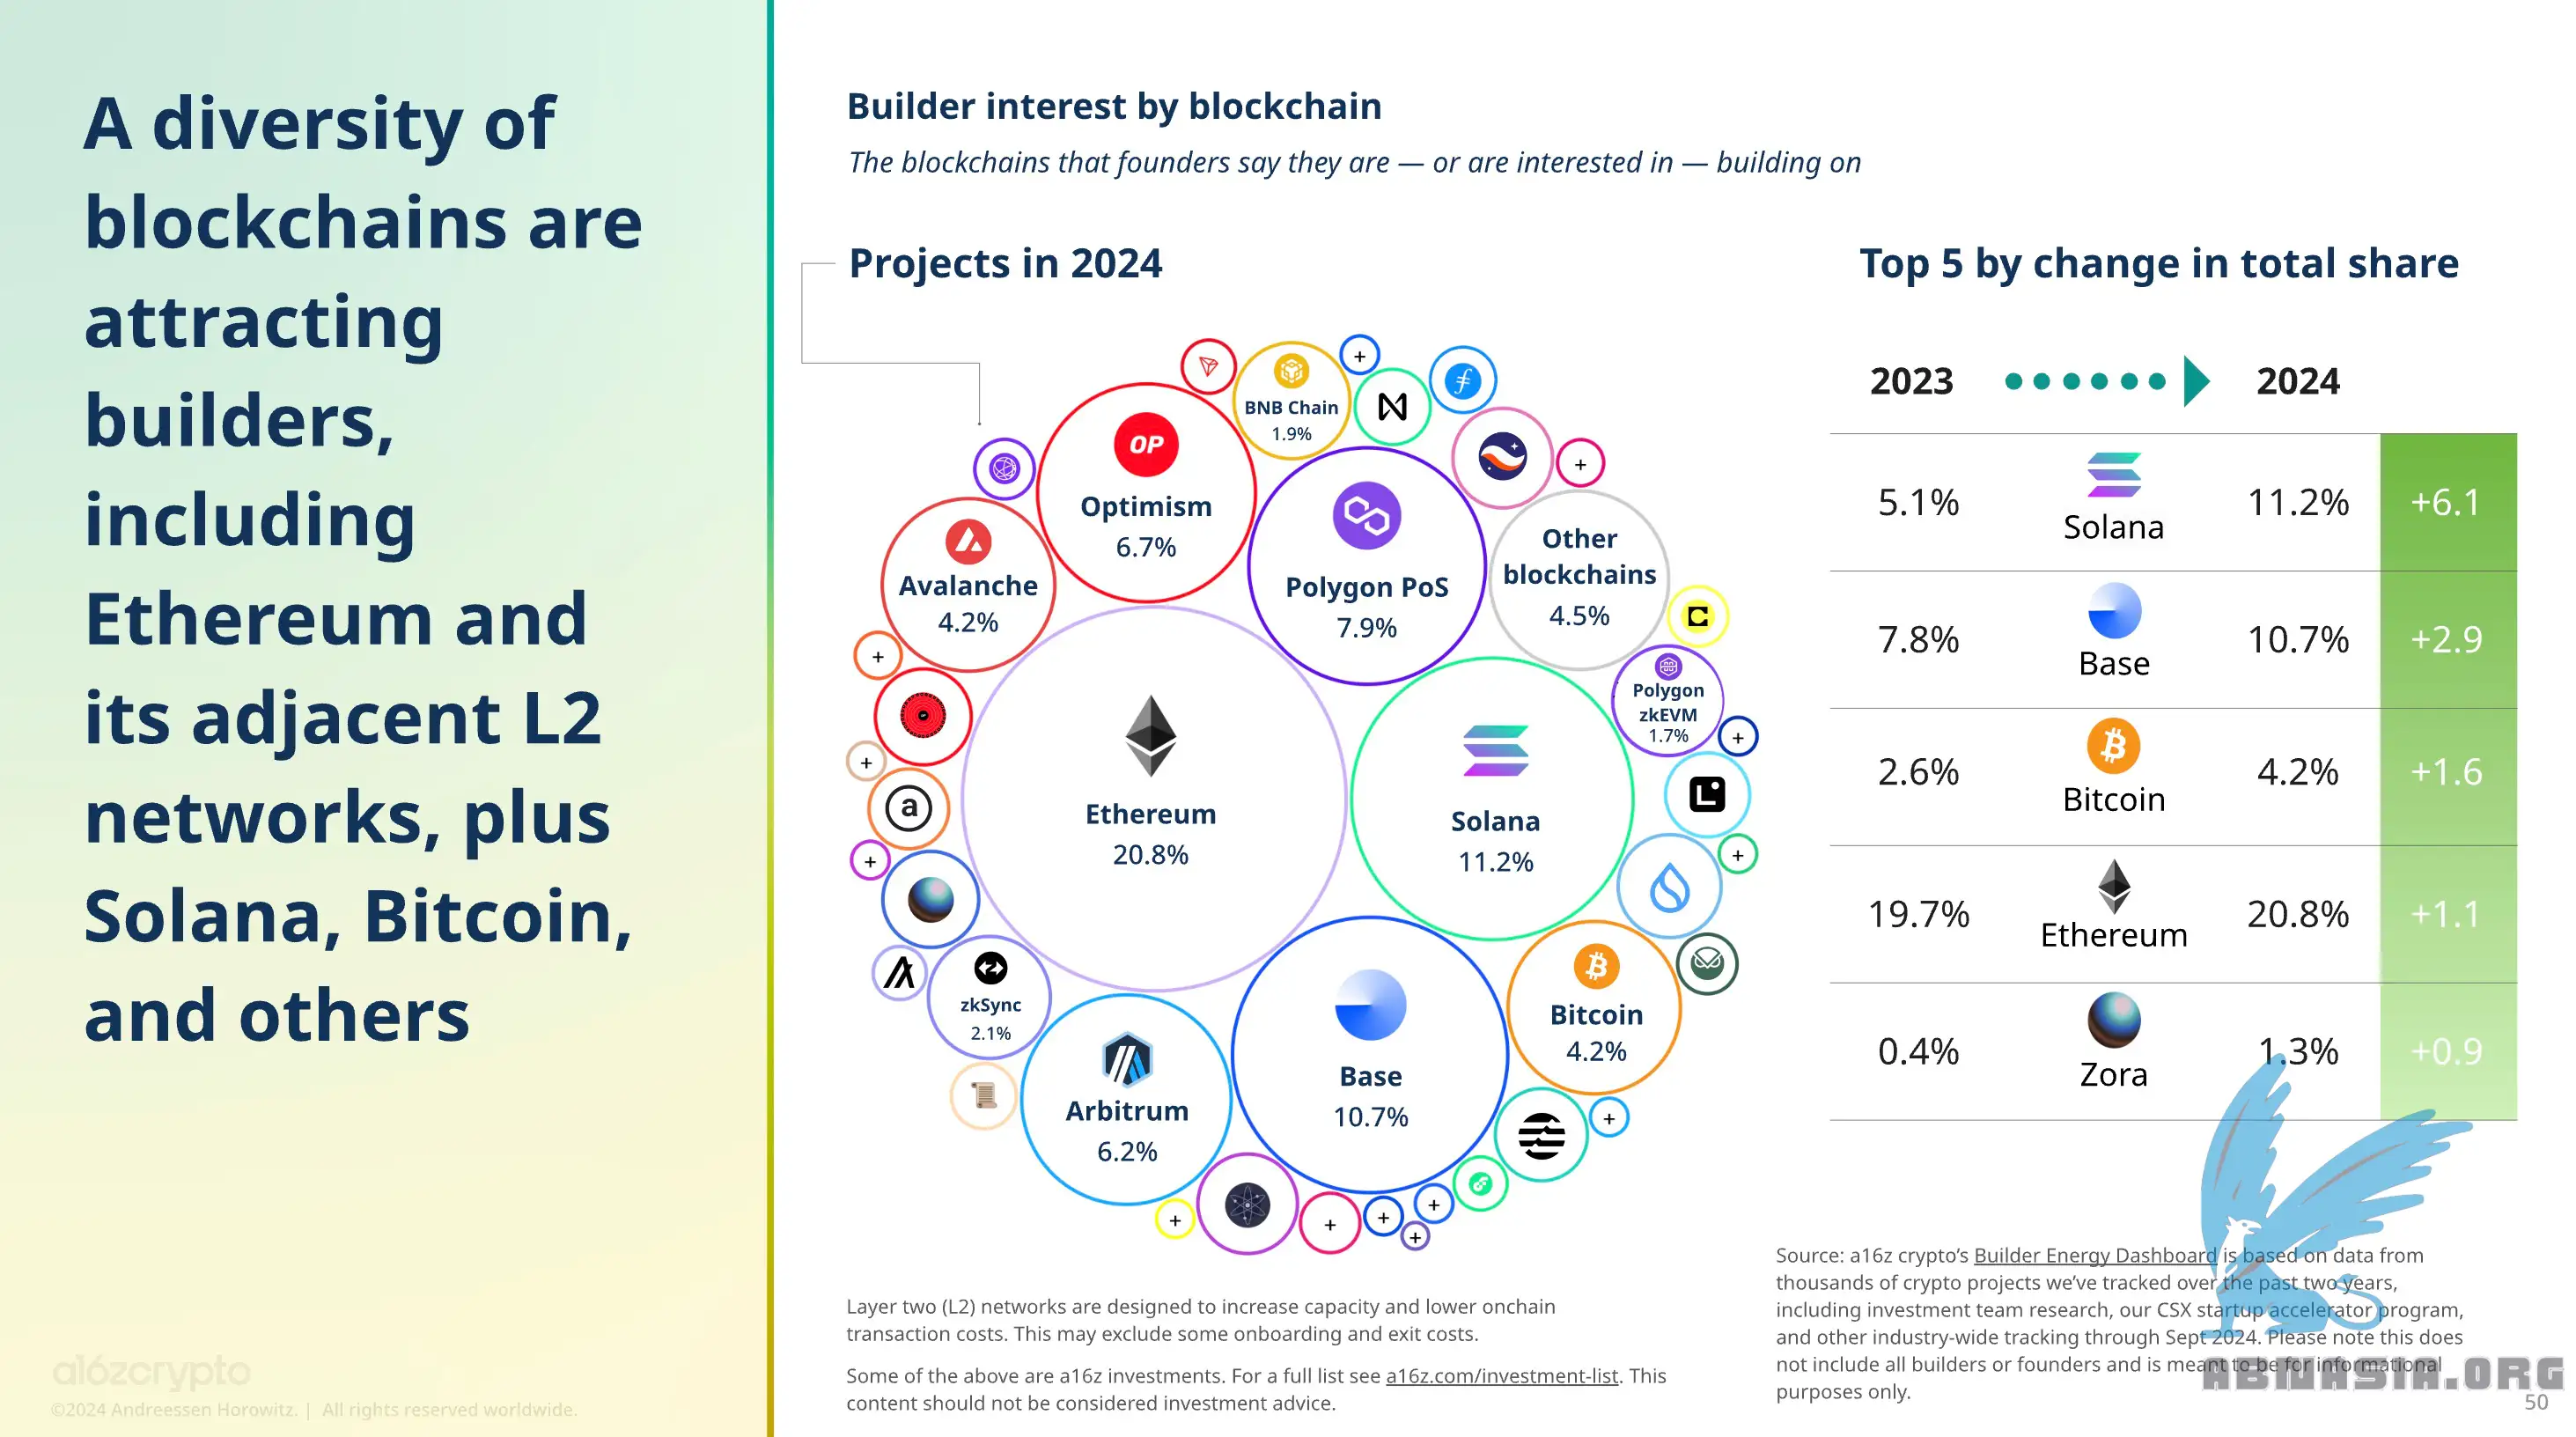 A diversity of
blockchains are
attracting
builders,
including
Ethereum and
its adjacent L2
networks, plus
Solana, Bitcoin,
and others
a16zcrypto
©2024 Andreessen Horowitz. | All rights reserved worldwide.
Builder interest by blockchain
The blockchains that founders say they are — or are interested in — building on
Projects in 2024
BNB Chain
1.9%
OP
Optimism
6.7%
Polygon PoS
7.9%
Other
blockchains
4.5%
Avalanche
4.2%
Polygon
zkEVM
1.7%
Ethereum
20.8%
Solana
11.2%
zkSync
2.1%
Bitcoin
4.2%
Arbitrum
6.2%
Base
10.7%
Layer two (L2) networks are designed to increase capacity and lower onchain
transaction costs. This may exclude some onboarding and exit costs.
Some of the above are a16z investments. For a full list see a16z.com/investment-list. This
content should not be considered investment advice.
Top 5 by change in total share
2023 2024
5.1% Solana 11.2% +6.1
7.8% Base 10.7% +2.9
2.6% Bitcoin 4.2% +1.6
19.7% Ethereum 20.8% +1.1
0.4% Zora 1.3% +0.9
Source: a16z crypto’s Builder Energy Dashboard is based on data from
thousands of crypto projects we’ve tracked over the past two years,
including investment team research, our CSX startup accelerator program,
and other industry-wide tracking through Sept 2024. Please note this does
not include all builders or founders and is meant to be for informational
purposes only.
ABNASIA.ORG
50